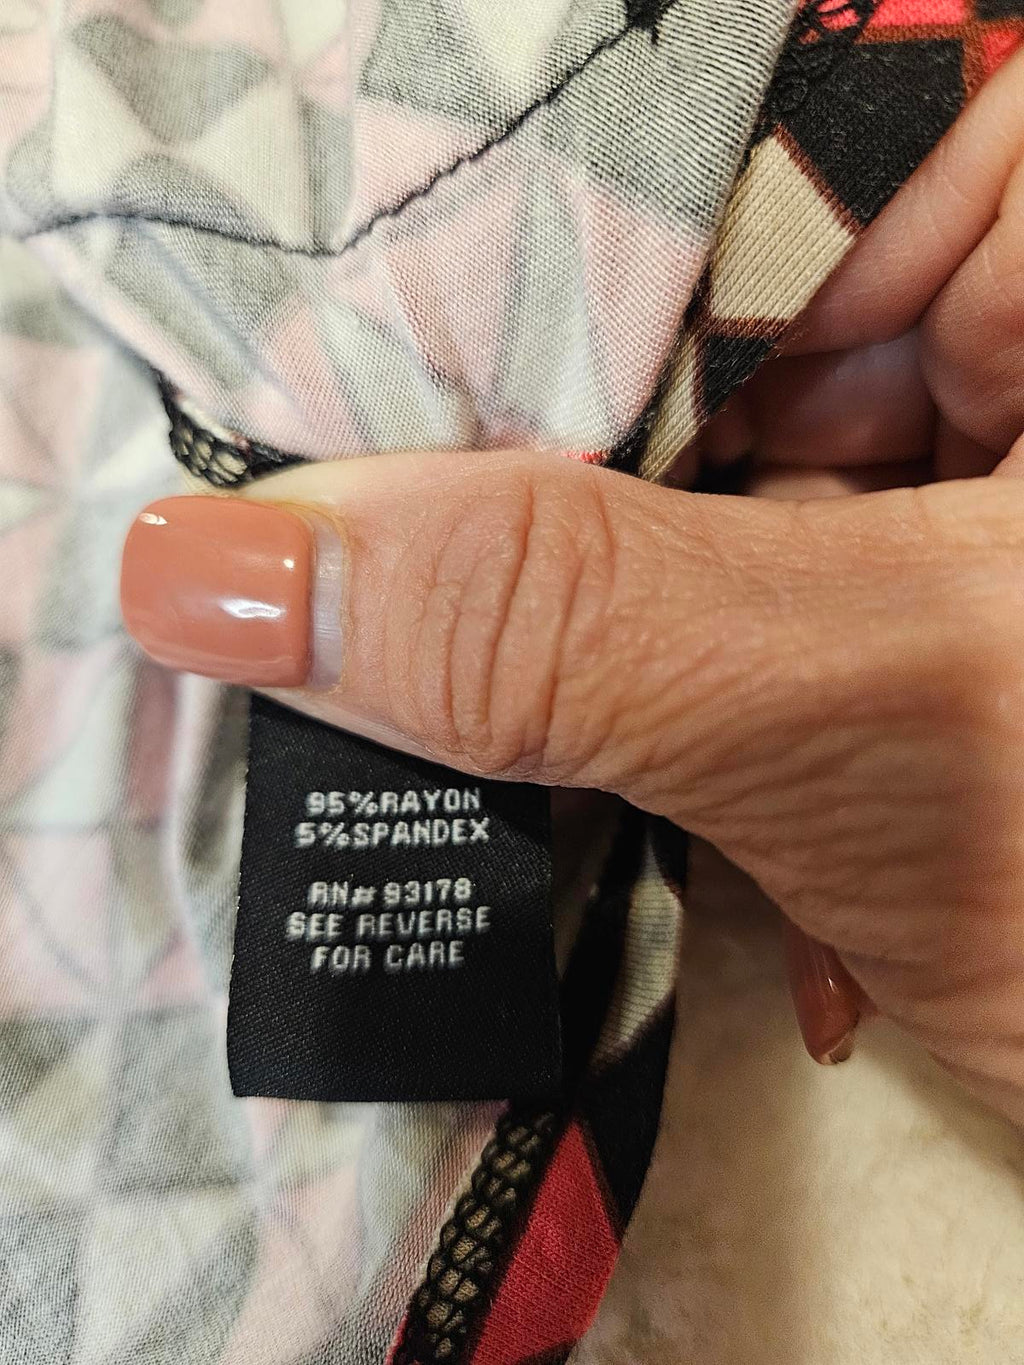 95%RAYON
5%SPANDEX
RN# 93178
SEE REVERSE
FOR CARE